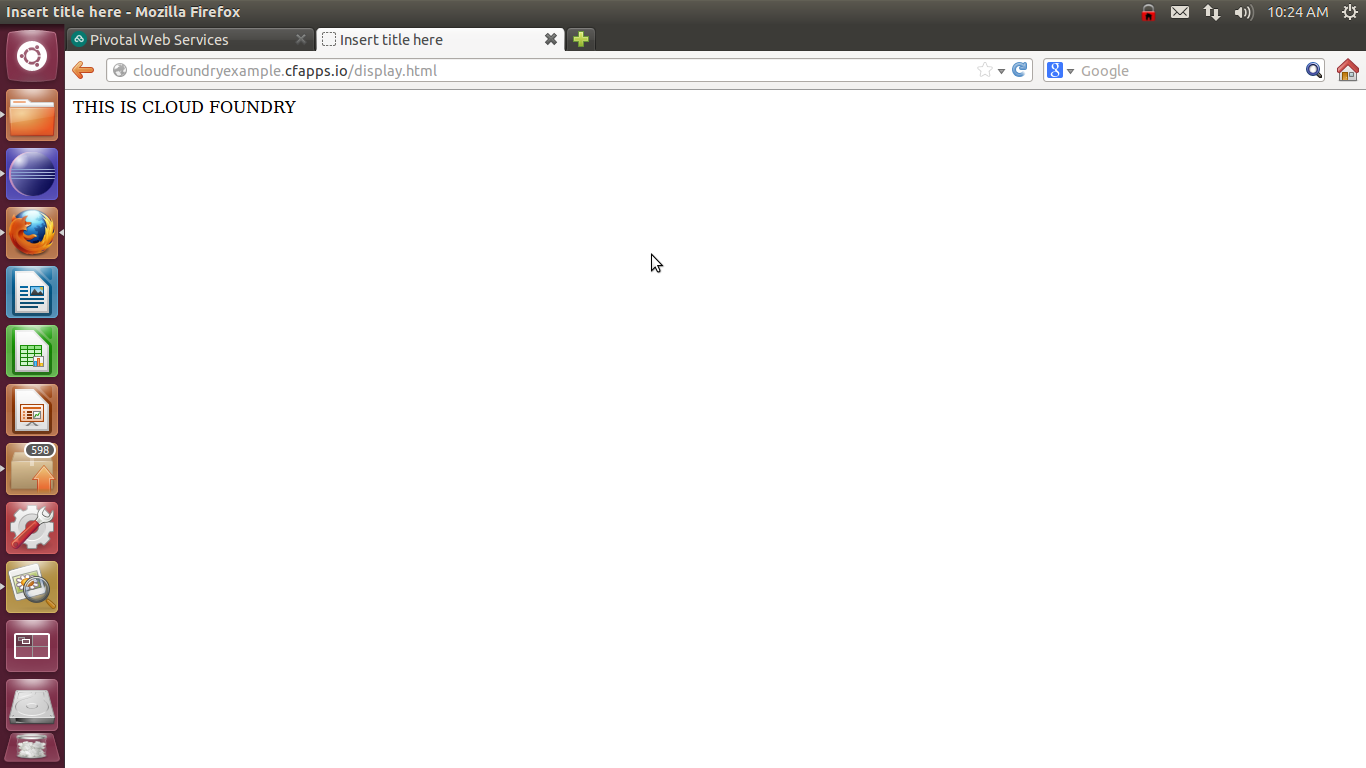 Insert title here - Mozilla Firefox
10:24 AM
Pivotal Web Services
Insert title here
cloudfoundryexample.cfapps.io/display.html
8
Google
THIS IS CLOUD FOUNDRY
598